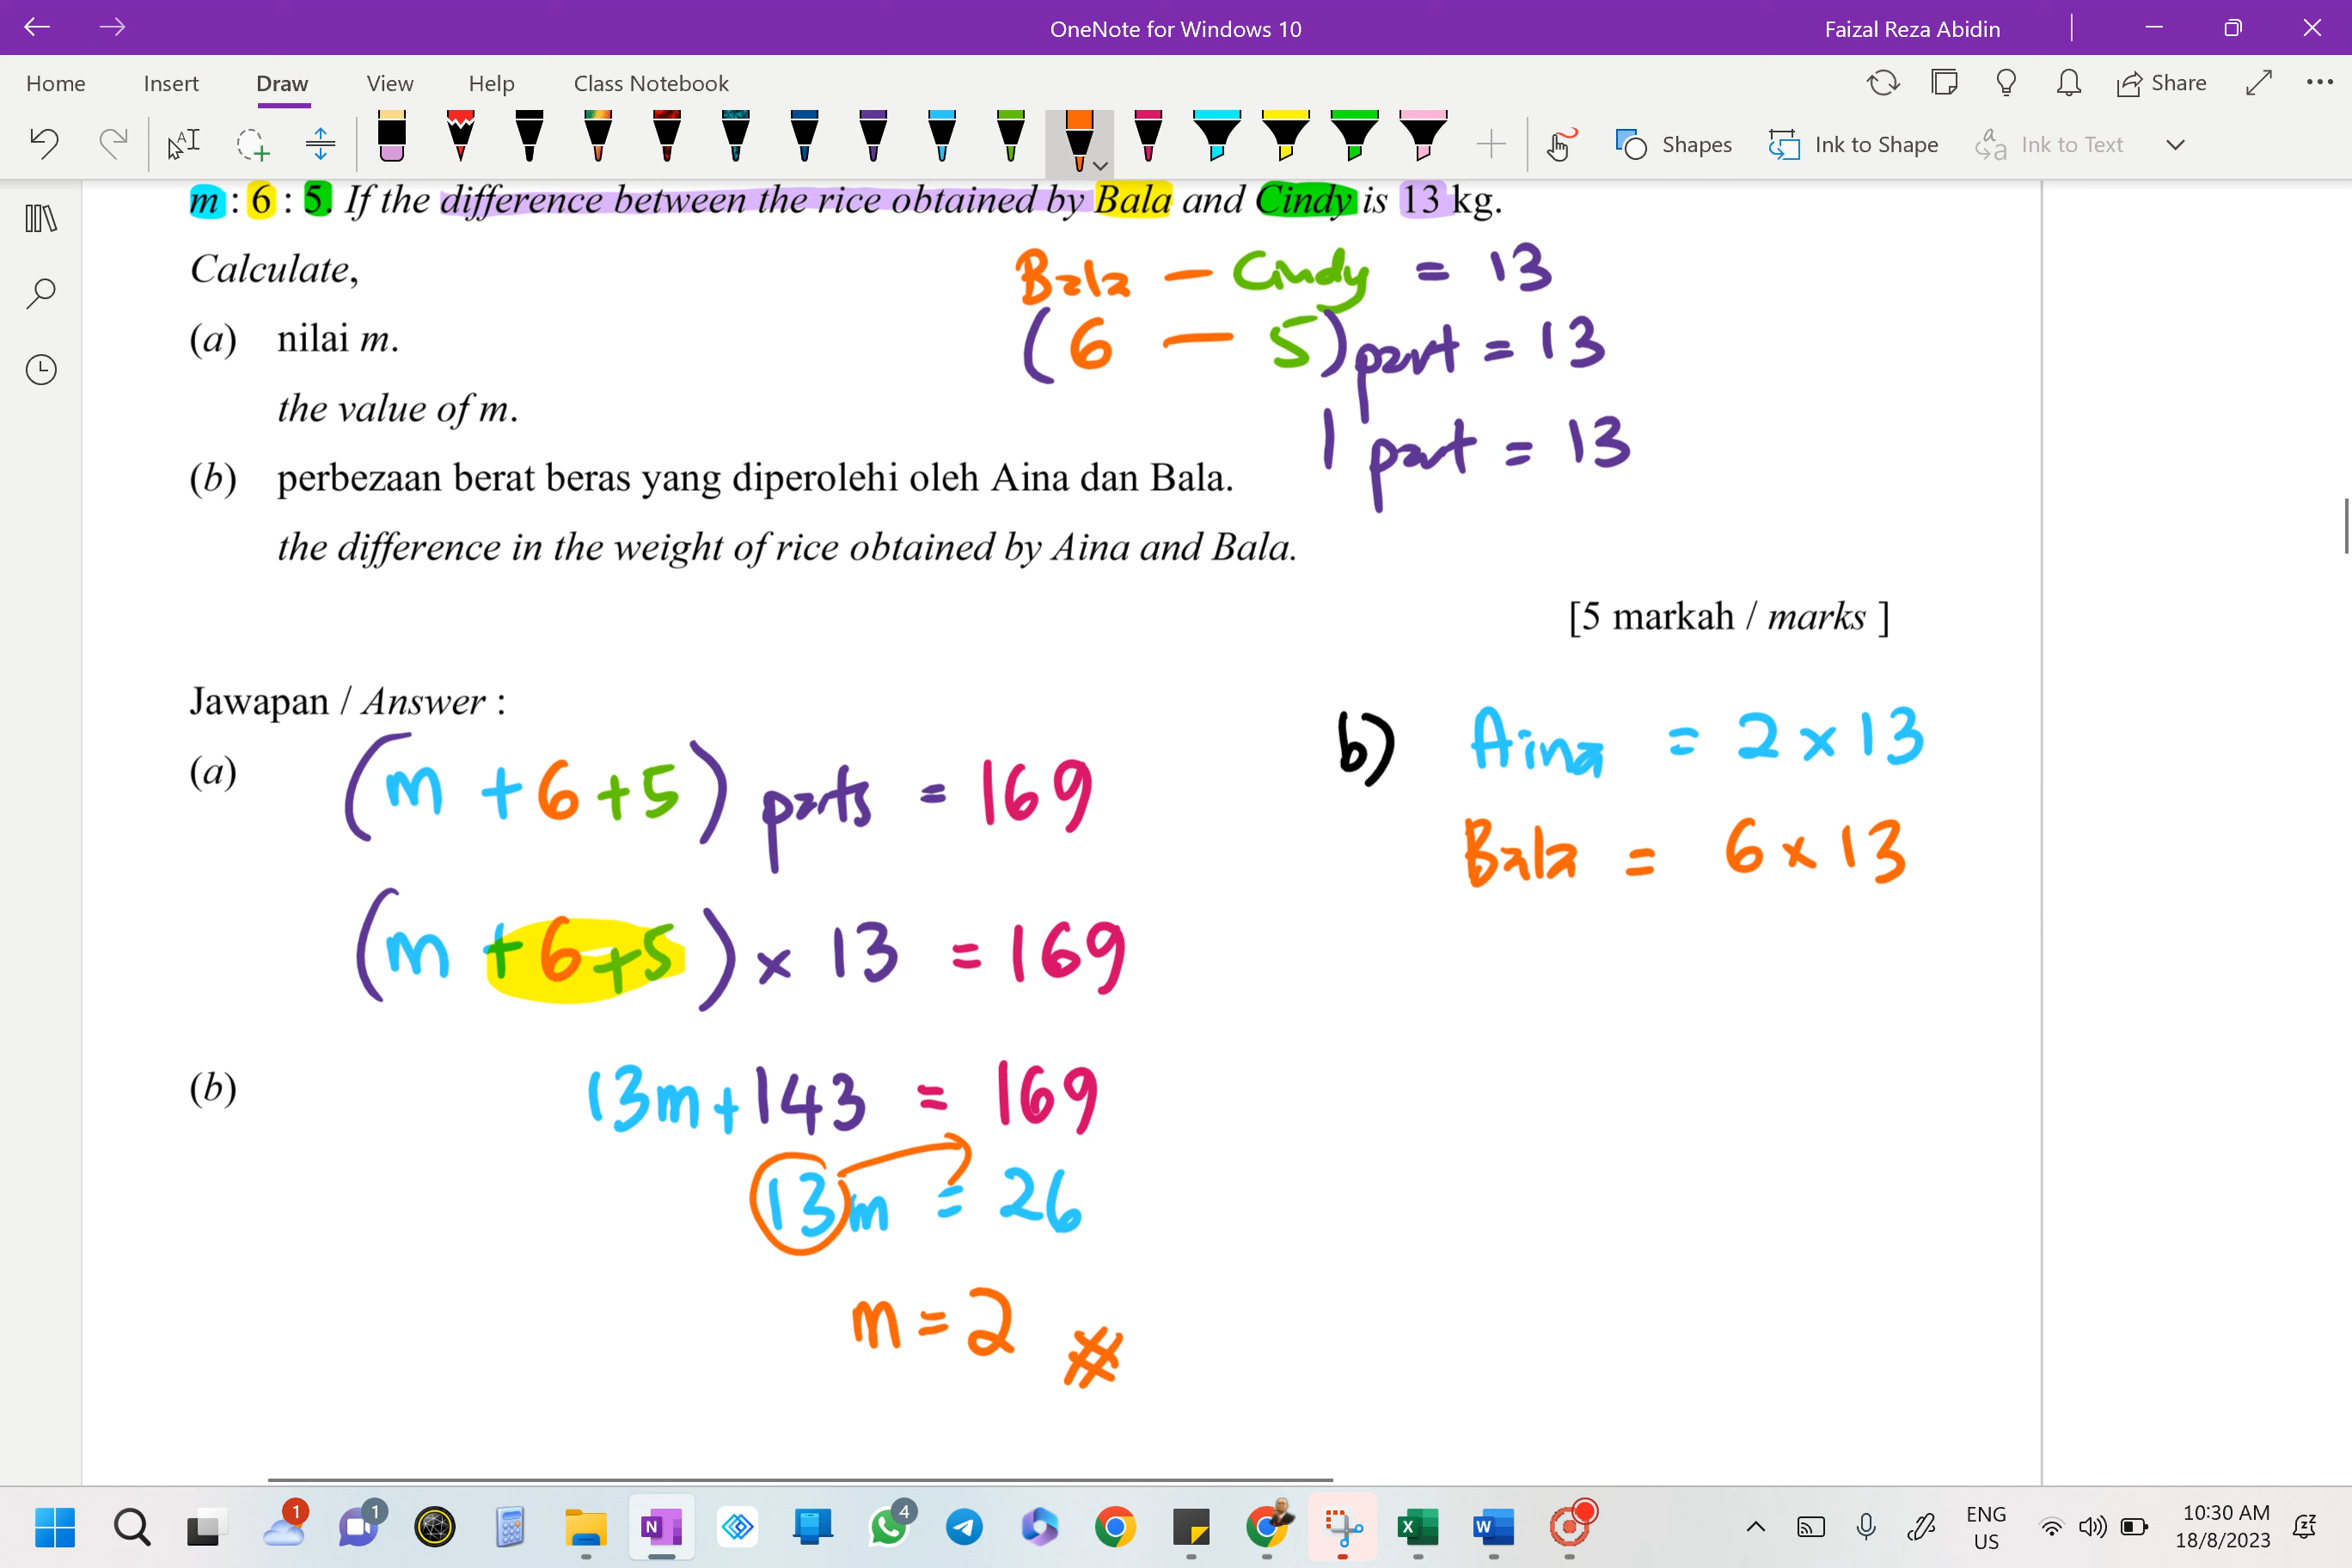 OneNote for Windows 10
Faizal Reza Abidin
Home Insert Draw View Help Class Notebook
Share
Shapes Ink to Shape Ink to Text
m : 6 : 5. If the difference between the rice obtained by Bala and Cindy is 13 kg.
Calculate,
Bala − Cindy = 13
(a) nilai m.
(6 − 5) part = 13
the value of m.
1 part = 13
(b) perbezaan berat beras yang diperolehi oleh Aina dan Bala.
the difference in the weight of rice obtained by Aina and Bala.
[5 markah / marks ]
Jawapan / Answer :
(a) (m + 6 + 5) parts = 169
(m + 6 + 5) × 13 = 169
(b) 13m + 143 = 169
13m = 26
m = 2 #
b) Aina = 2 × 13
Bala = 6 × 13
1
1
4
ENG
US
10:30 AM
18/8/2023